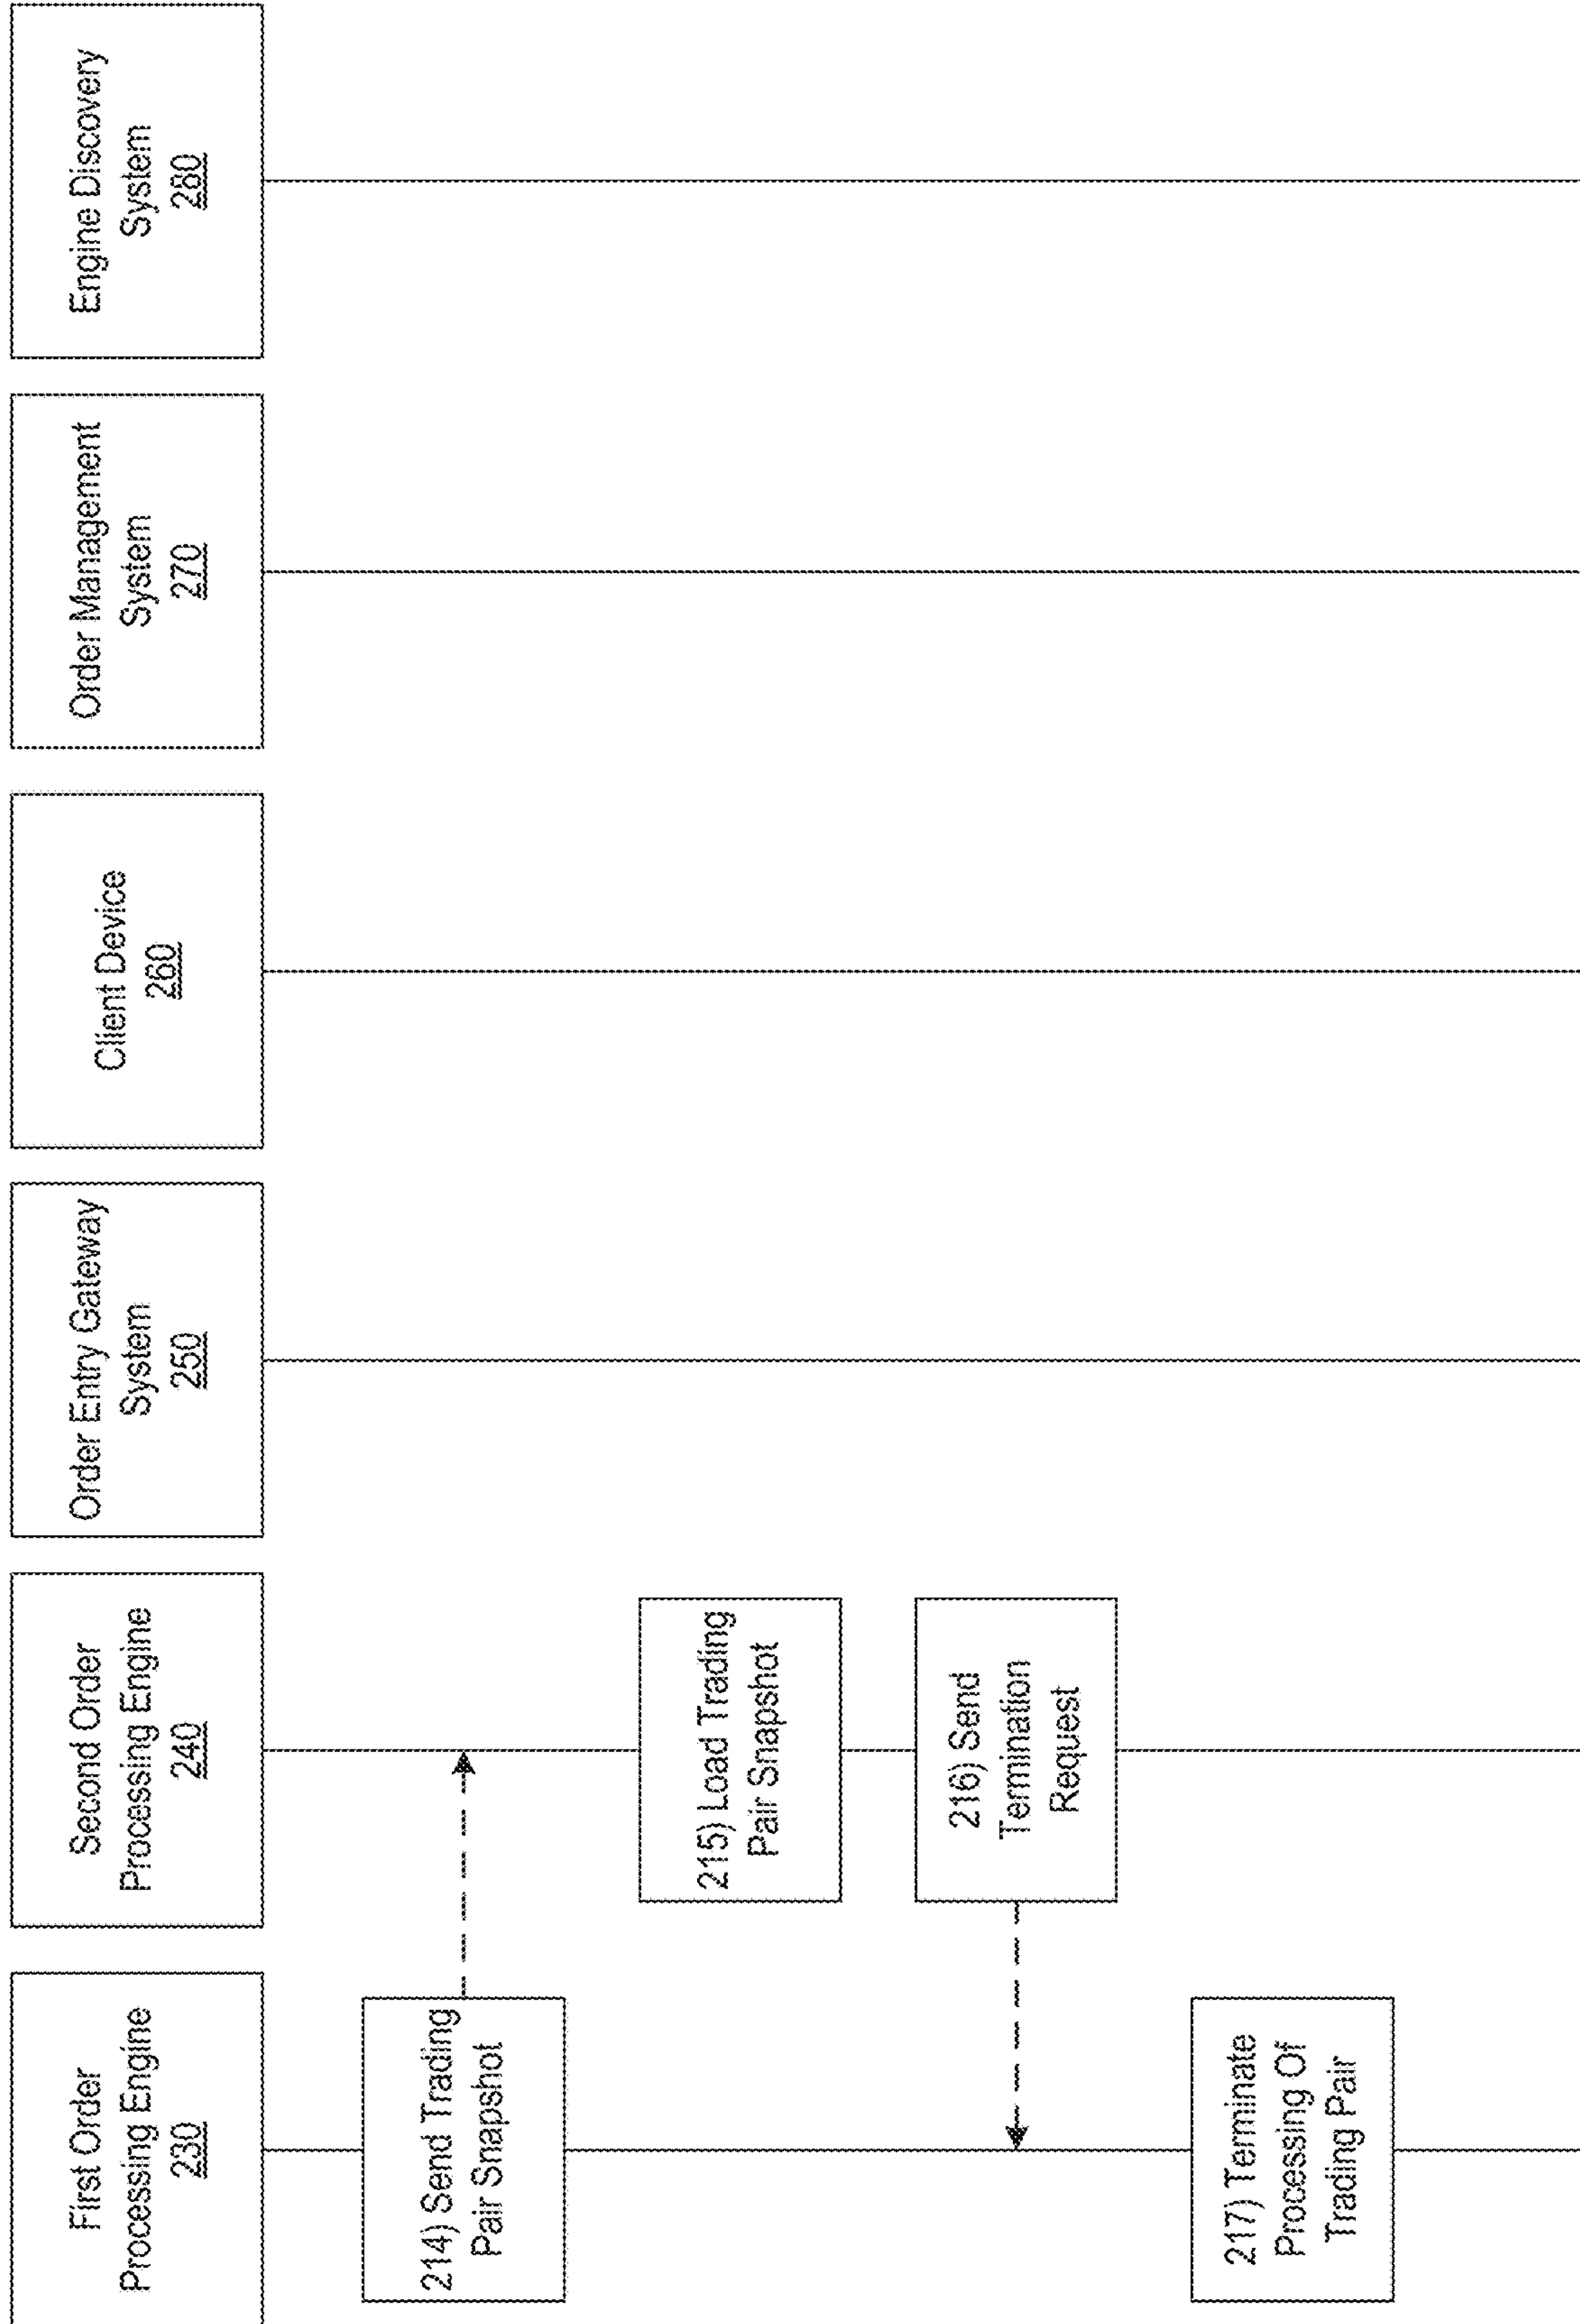 First Order
Processing Engine
230
Second Order
Processing Engine
240
Order Entry Gateway
System
250
Client Device
260
Order Management
System
270
Engine Discovery
System
280
214) Send Trading
Pair Snapshot
215) Load Trading
Pair Snapshot
216) Send
Termination
Request
217) Terminate
Processing Of
Trading Pair